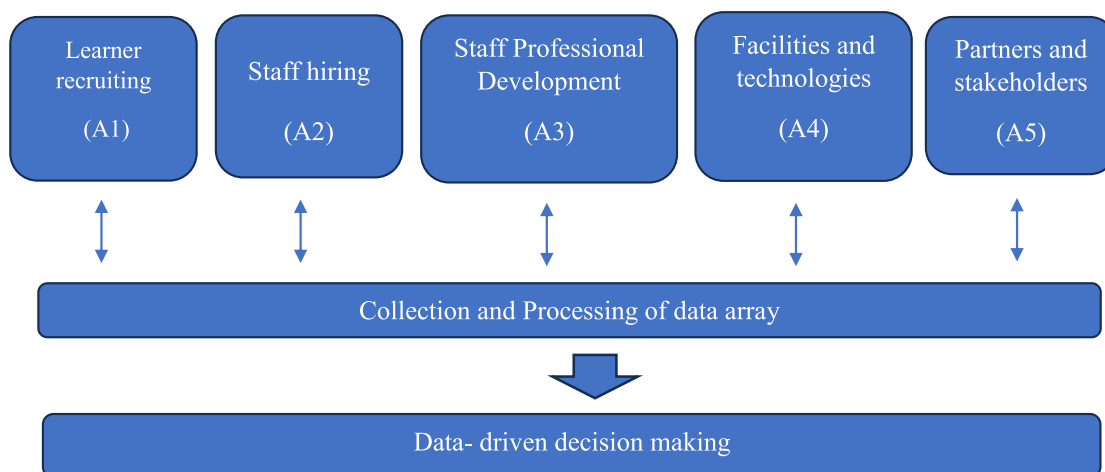 Learner
recruiting
(A1)
Staff hiring
(A2)
Staff Professional
Development
(A3)
Facilities and
technologies
(A4)
Partners and
stakeholders
(A5)
Collection and Processing of data array
Data- driven decision making